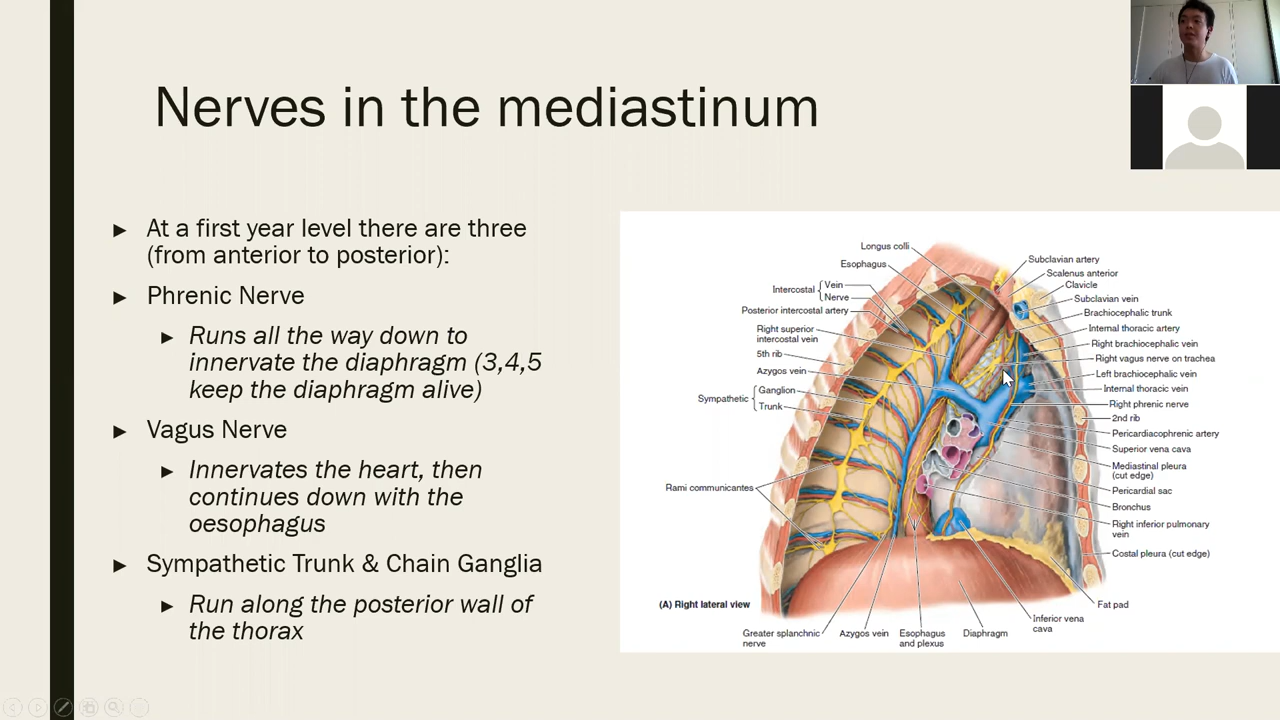 Nerves in the mediastinum
► At a first year level there are three
(from anterior to posterior):
► Phrenic Nerve
► Runs all the way down to
innervate the diaphragm (3,4,5
keep the diaphragm alive)
► Vagus Nerve
► Innervates the heart, then
continues down with the
oesophagus
► Sympathetic Trunk & Chain Ganglia
► Run along the posterior wall of
the thorax
Longus colli
Esophagus
Intercostal { Vein
Nerve
Posterior intercostal artery
Right superior
intercostal vein
5th rib
Azygos vein
Sympathetic { Ganglion
Trunk
Rami communicantes
(A) Right lateral view
Greater splanchnic
nerve
Azygos vein
Esophagus
and plexus
Diaphragm
Inferior vena
cava
Fat pad
Subclavian artery
Scalenus anterior
Clavicle
Subclavian vein
Brachiocephalic trunk
Internal thoracic artery
Right brachiocephalic vein
Right vagus nerve on trachea
Left brachiocephalic vein
Internal thoracic vein
Right phrenic nerve
2nd rib
Pericardiacophrenic artery
Superior vena cava
Mediastinal pleura
(cut edge)
Pericardial sac
Bronchus
Right inferior pulmonary
vein
Costal pleura (cut edge)